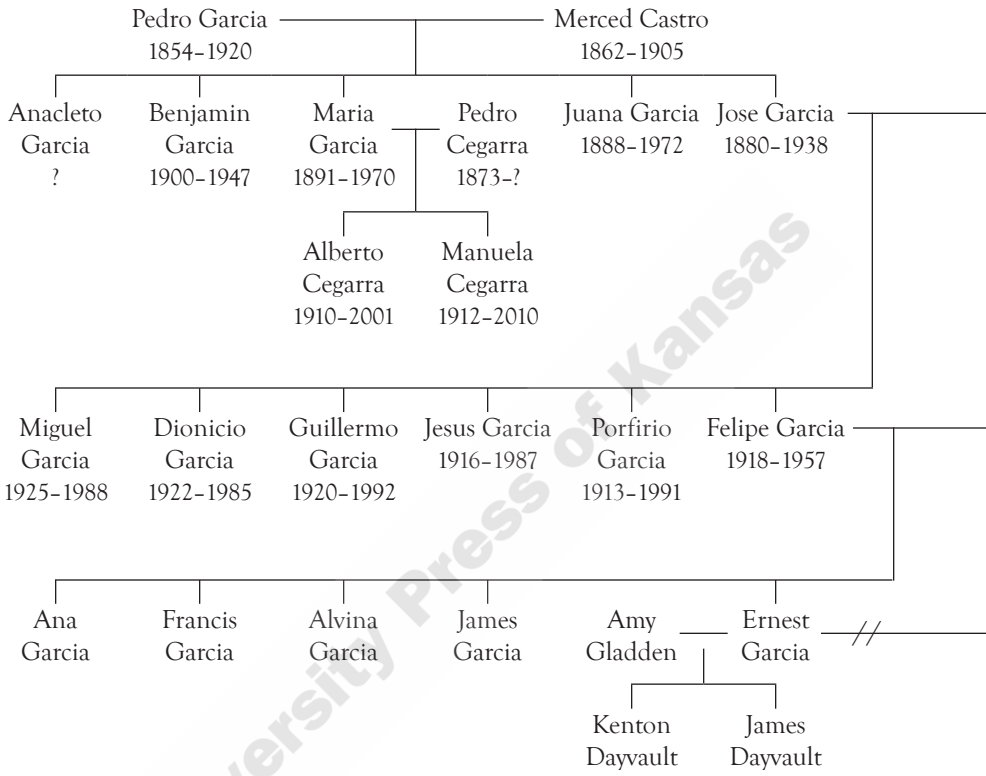 Pedro Garcia
1854–1920
Merced Castro
1862–1905
Anacleto
Garcia
?
Benjamin
Garcia
1900–1947
Maria
Garcia
1891–1970
Pedro
Cegarra
1873–?
Juana Garcia
1888–1972
Jose Garcia
1880–1938
Alberto
Cegarra
1910–2001
Manuela
Cegarra
1912–2010
Miguel
Garcia
1925–1988
Dionicio
Garcia
1922–1985
Guillermo
Garcia
1920–1992
Jesus Garcia
1916–1987
Porfirio
Garcia
1913–1991
Felipe Garcia
1918–1957
Ana
Garcia
Francis
Garcia
Alvina
Garcia
James
Garcia
Amy
Gladden
Ernest
Garcia
Kenton
Dayvault
James
Dayvault
versity Press of Kansas